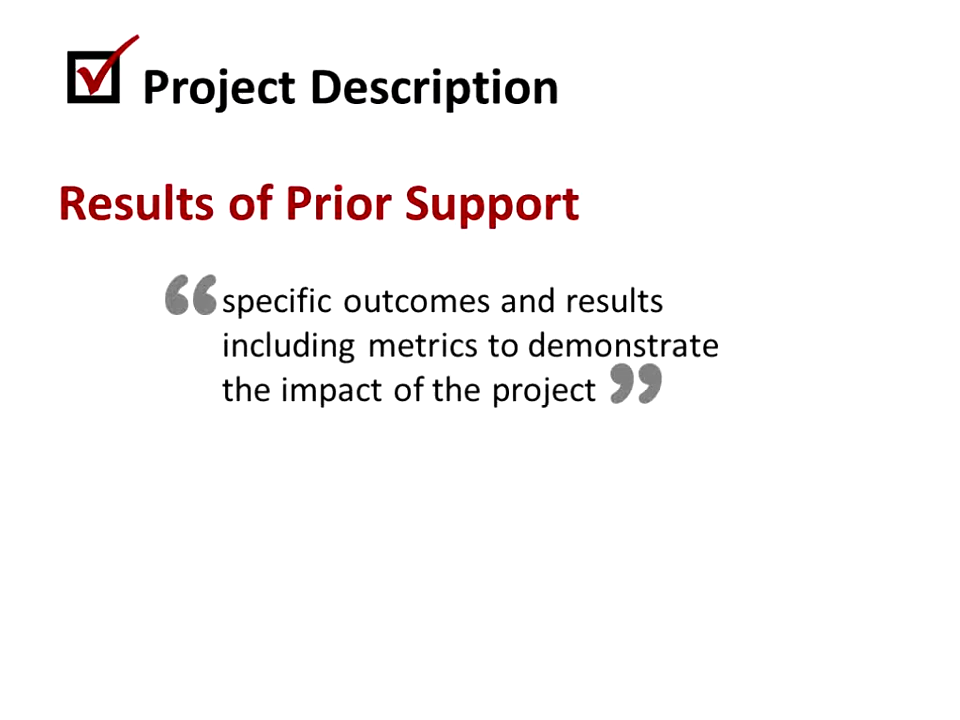 Project Description
Results of Prior Support
“specific outcomes and results
including metrics to demonstrate
the impact of the project”